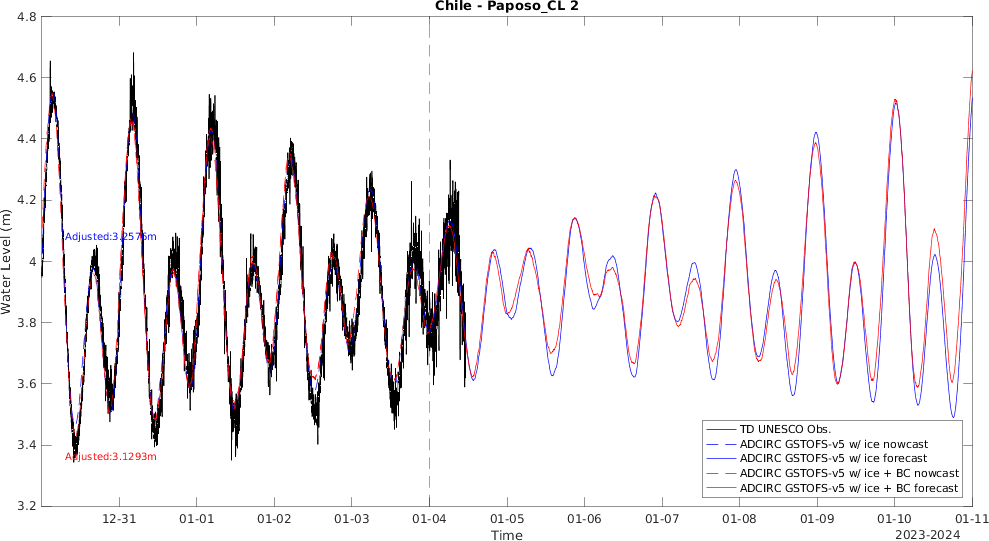 Chile - Paposo_CL 2
4.8
4.6
4.4
4.2
4
3.8
3.6
3.4
3.2
Water Level (m)
Adjusted:3.2576m
Adjusted:3.1293m
TD UNESCO Obs.
ADCIRC GSTOFS-v5 w/ ice nowcast
ADCIRC GSTOFS-v5 w/ ice forecast
ADCIRC GSTOFS-v5 w/ ice + BC nowcast
ADCIRC GSTOFS-v5 w/ ice + BC forecast
12-31 01-01 01-02 01-03 01-04 01-05 01-06 01-07 01-08 01-09 01-10 01-11
Time
2023-2024